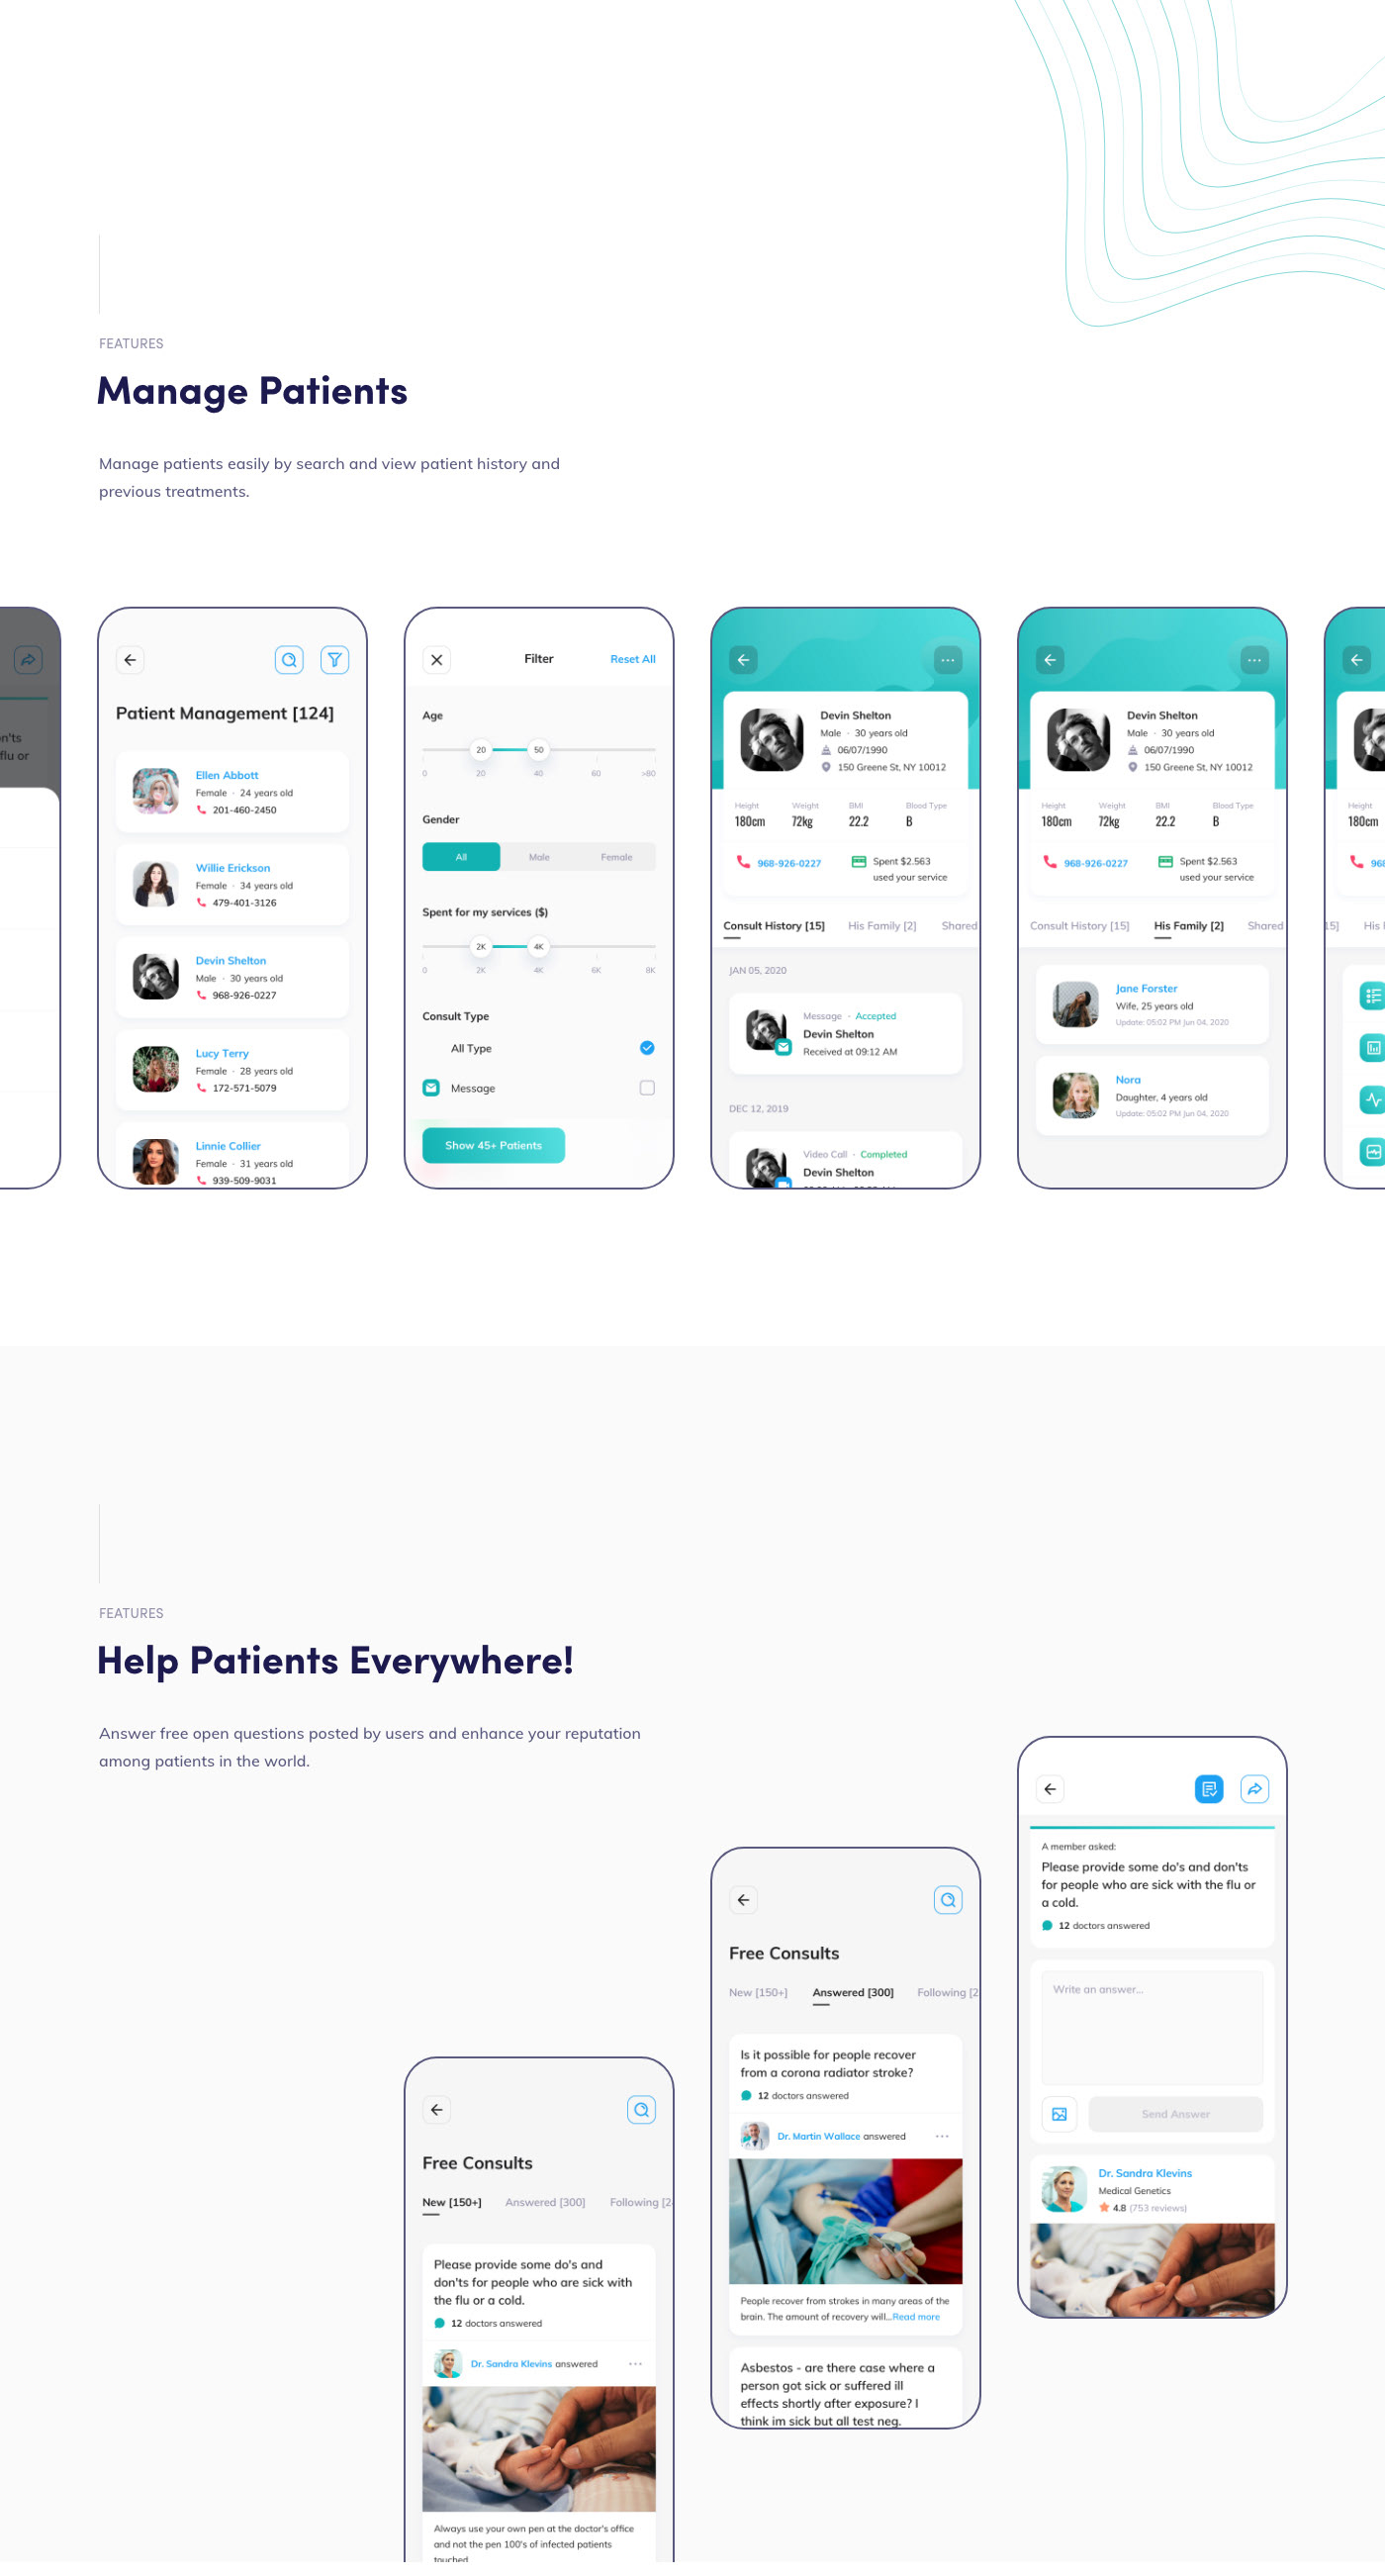 FEATURES
Manage Patients
Manage patients easily by search and view patient history and
previous treatments.
en'ts
flu or
Patient Management [124]
Ellen Abbott
Female · 24 years old
201-460-2450
Willie Erickson
Female · 34 years old
479-401-3126
Devin Shelton
Male · 30 years old
968-926-0227
Lucy Terry
Female · 28 years old
172-571-5079
Linnie Collier
Female · 31 years old
939-509-9031
Filter
Reset All
Age
20 50
0 20 40 60 >80
Gender
All Male Female
Spent for my services ($)
2K 4K
0 2K 4K 6K 8K
Consult Type
All Type
Message
Show 45+ Patients
Devin Shelton
Male · 30 years old
06/07/1990
150 Greene St, NY 10012
Height Weight BMI Blood Type
180cm 72kg 22.2 B
968-926-0227
Spent $2.563
used your service
Consult History [15] His Family [2] Shared
JAN 05, 2020
Message · Accepted
Devin Shelton
Received at 09:12 AM
DEC 12, 2019
Video Call · Completed
Devin Shelton
Devin Shelton
Male · 30 years old
06/07/1990
150 Greene St, NY 10012
Height Weight BMI Blood Type
180cm 72kg 22.2 B
968-926-0227
Spent $2.563
used your service
Consult History [15] His Family [2] Shared
Jane Forster
Wife, 25 years old
Update: 05:02 PM Jun 04, 2020
Nora
Daughter, 4 years old
Update: 05:02 PM Jun 04, 2020
Height
180cm
968
15] His
FEATURES
Help Patients Everywhere!
Answer free open questions posted by users and enhance your reputation
among patients in the world.
Free Consults
New [150+] Answered [300] Following [2
Please provide some do's and
don'ts for people who are sick with
the flu or a cold.
12 doctors answered
Dr. Sandra Klevins answered
Always use your own pen at the doctor's office
and not the pen 100's of infected patients
touched
Free Consults
New [150+] Answered [300] Following [2
Is it possible for people recover
from a corona radiator stroke?
12 doctors answered
Dr. Martin Wallace answered
People recover from strokes in many areas of the
brain. The amount of recovery will...Read more
Asbestos - are there case where a
person got sick or suffered ill
effects shortly after exposure? I
think im sick but all test neg.
A member asked:
Please provide some do's and don'ts
for people who are sick with the flu or
a cold.
12 doctors answered
Write an answer...
Send Answer
Dr. Sandra Klevins
Medical Genetics
4.8 (753 reviews)